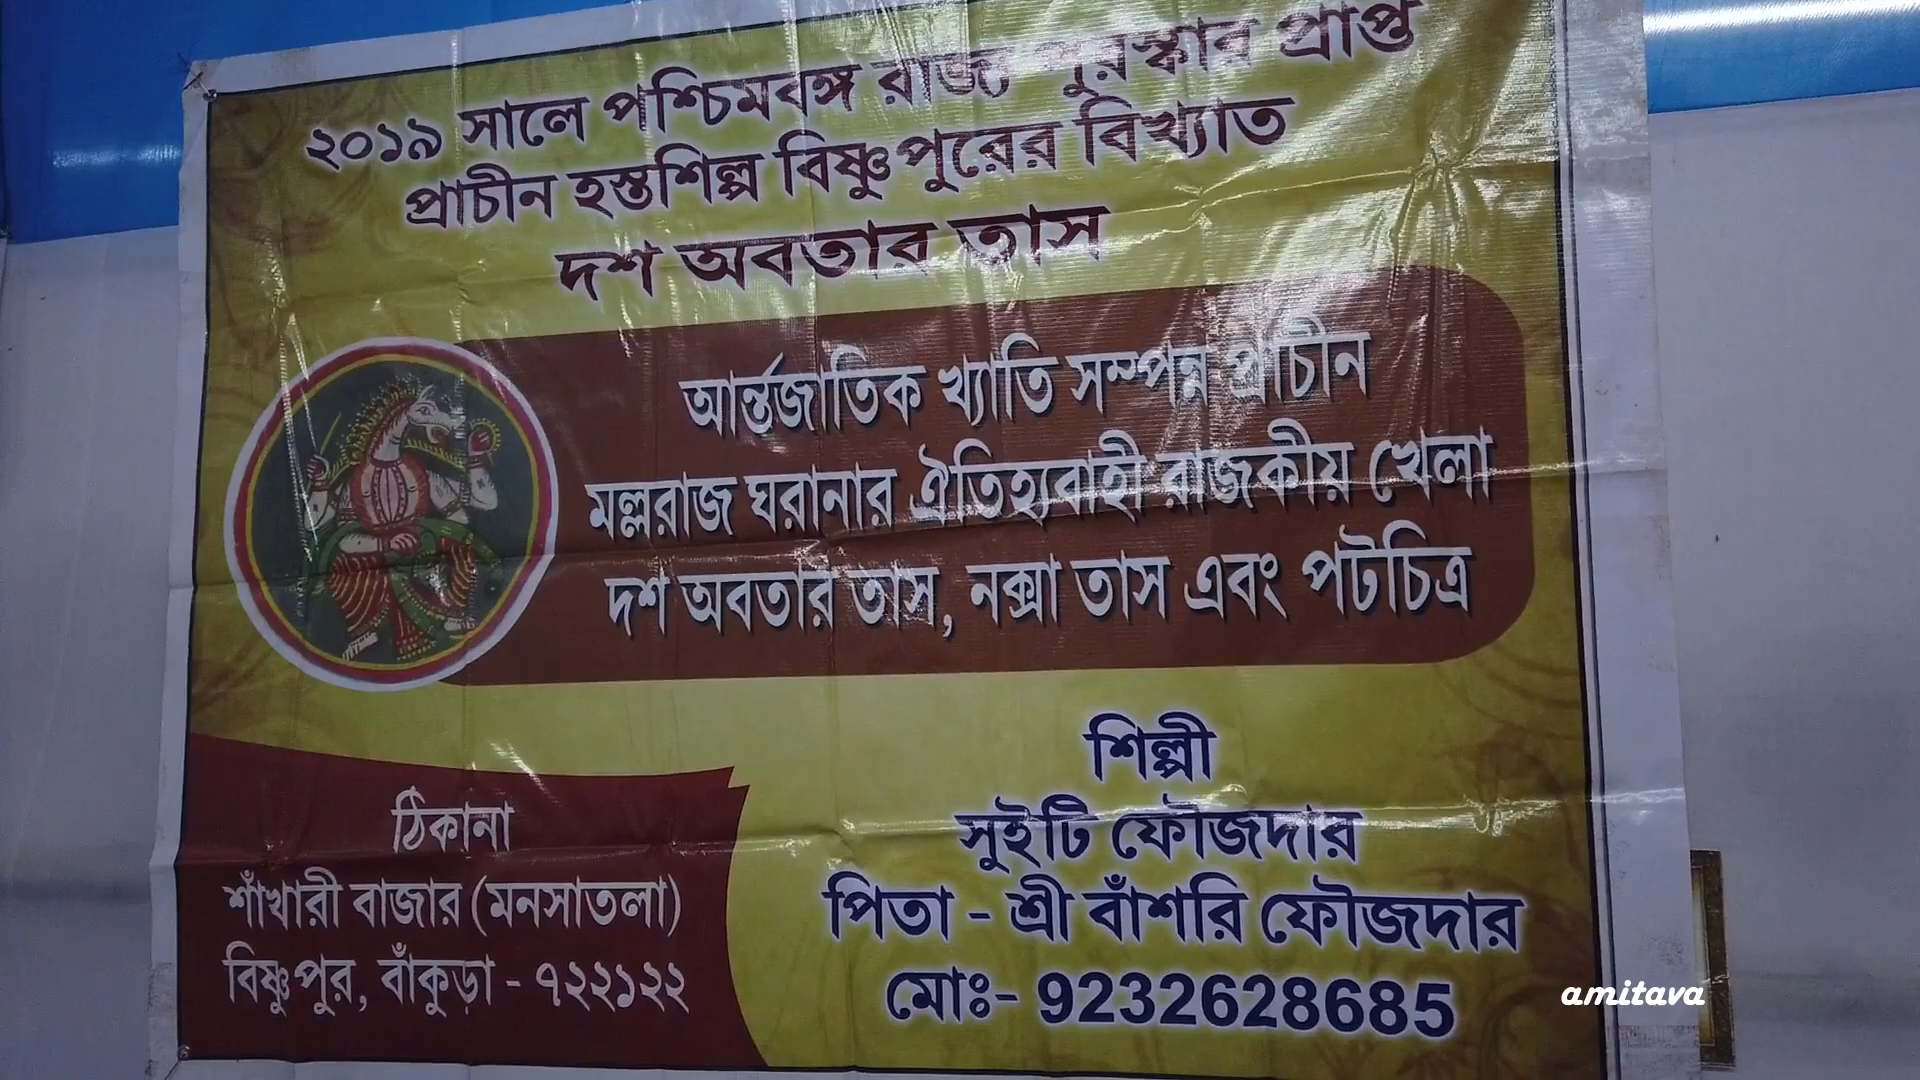 ২০১৯ সালে পশ্চিমবঙ্গ রাজ্য পুরস্কার প্রাপ্ত
প্রাচীন হস্তশিল্প বিষ্ণুপুরের বিখ্যাত
দশ অবতার তাস
আর্ন্তজাতিক খ্যাতি সম্পন্ন প্রাচীন
মল্লরাজ ঘরানার ঐতিহ্যবাহী রাজকীয় খেলা
দশ অবতার তাস, নক্সা তাস এবং পটচিত্র
শিল্পী
সুইটি ফৌজদার
পিতা - শ্রী বাঁশরি ফৌজদার
মোঃ- 9232628685
ঠিকানা
শাঁখারী বাজার (মনসাতলা)
বিষ্ণুপুর, বাঁকুড়া - ৭২২১২২
amitava